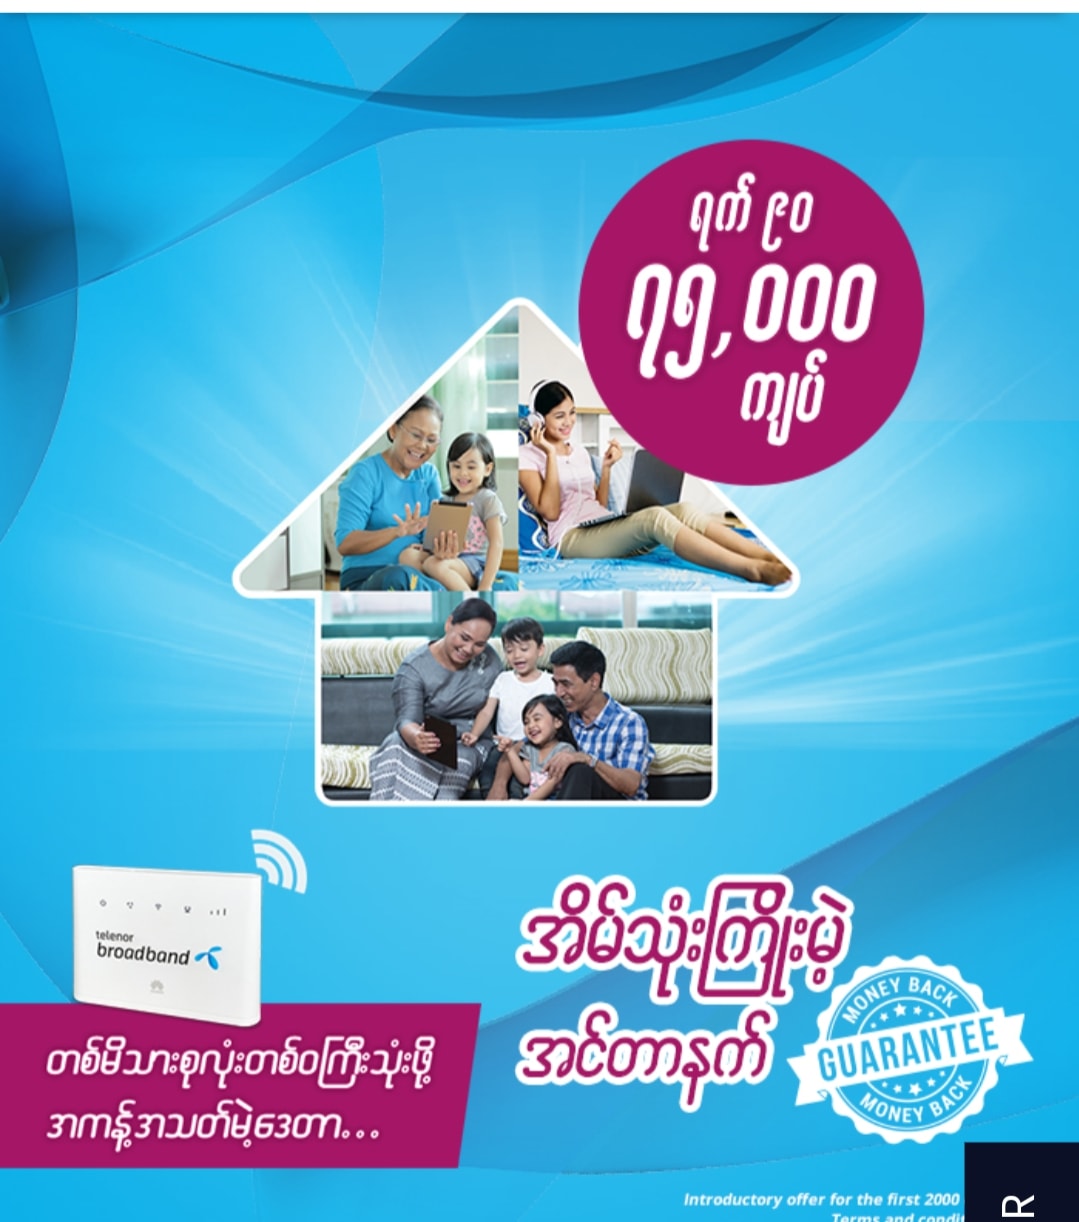 ရက် ၉၀
၇၅,၀၀၀
ကျပ်
telenor
broadband
အိမ်သုံးကြိုးမဲ့
အင်တာနက်
MONEY BACK
GUARANTEE
MONEY BACK
တစ်မိသားစုလုံးတစ်ဝကြီးသုံးဖို့
အကန့်အသတ်မဲ့ဒေတာ...
Introductory offer for the first 2000
Terms and
R